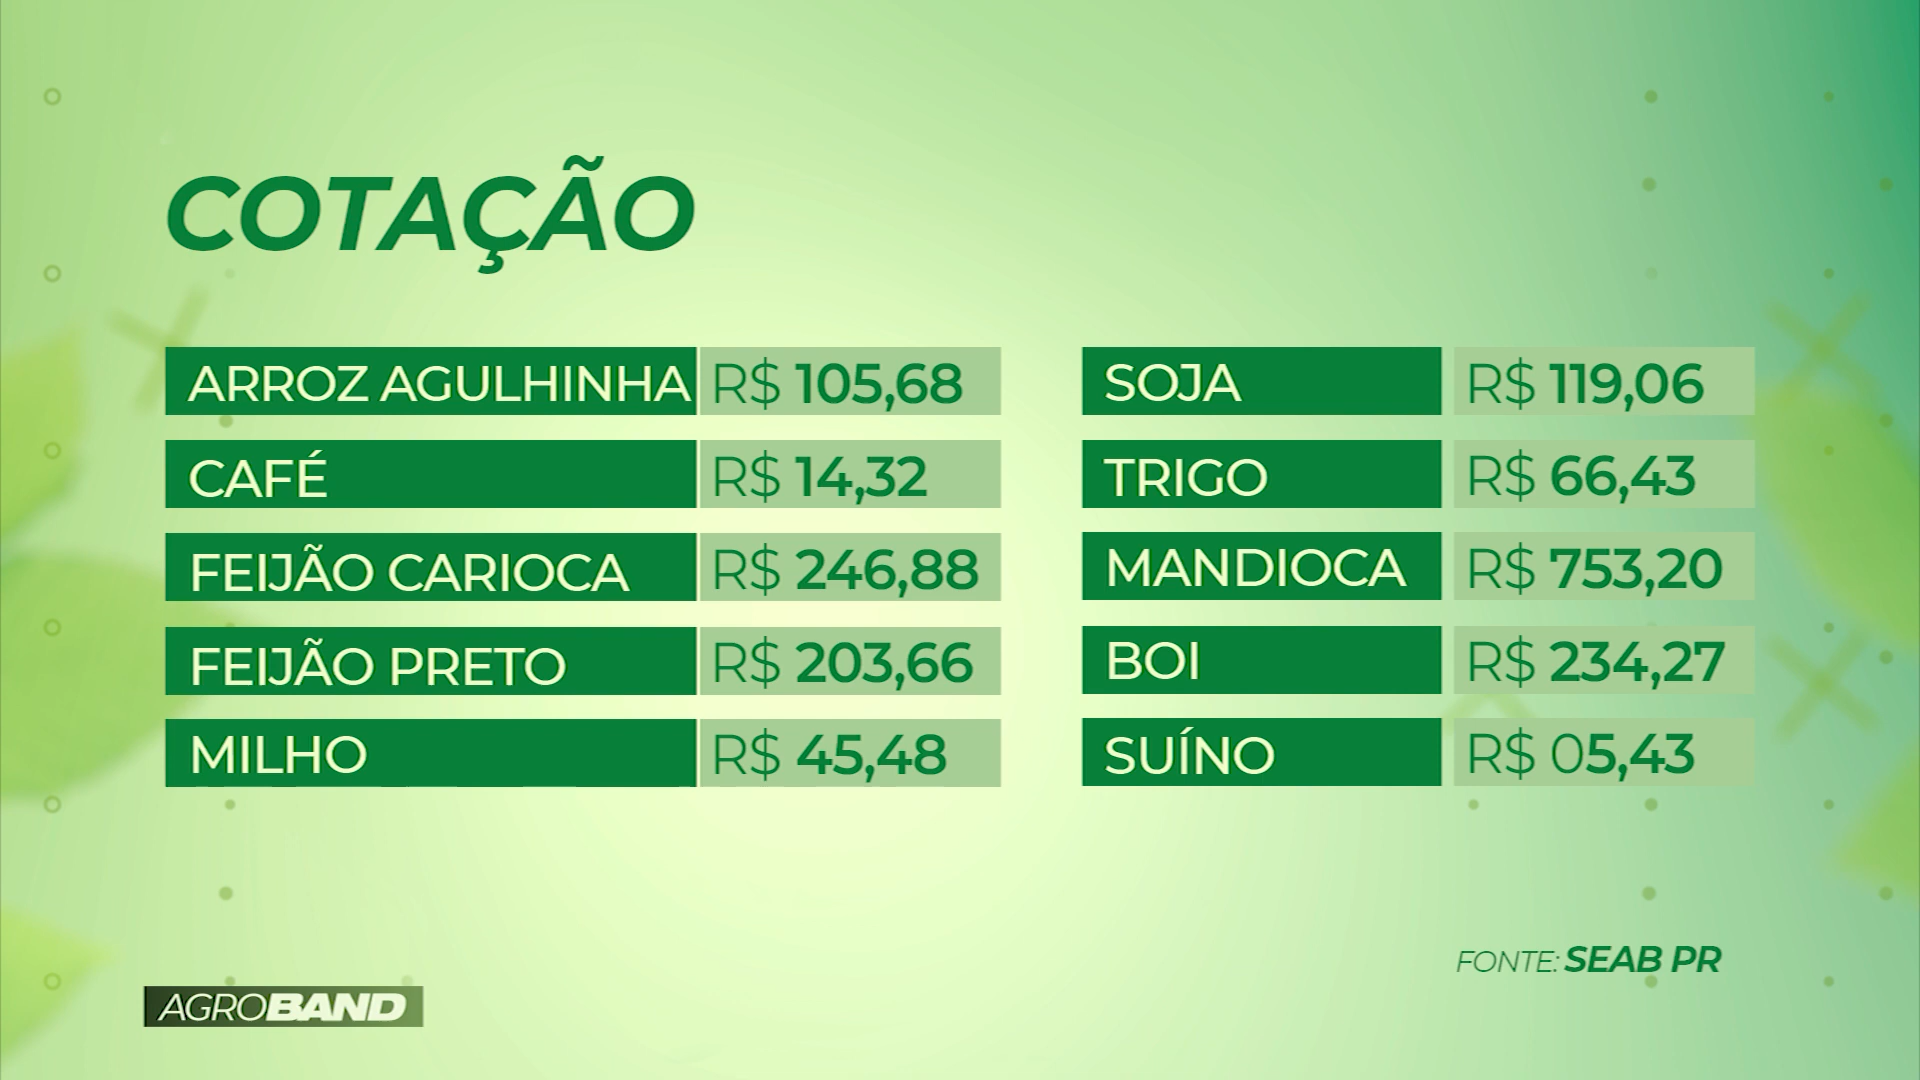 COTAÇÃO
ARROZ AGULHINHA R$ 105,68
CAFÉ R$ 14,32
FEIJÃO CARIOCA R$ 246,88
FEIJÃO PRETO R$ 203,66
MILHO R$ 45,48
SOJA R$ 119,06
TRIGO R$ 66,43
MANDIOCA R$ 753,20
BOI R$ 234,27
SUÍNO R$ 05,43
FONTE: SEAB PR
AGROBAND